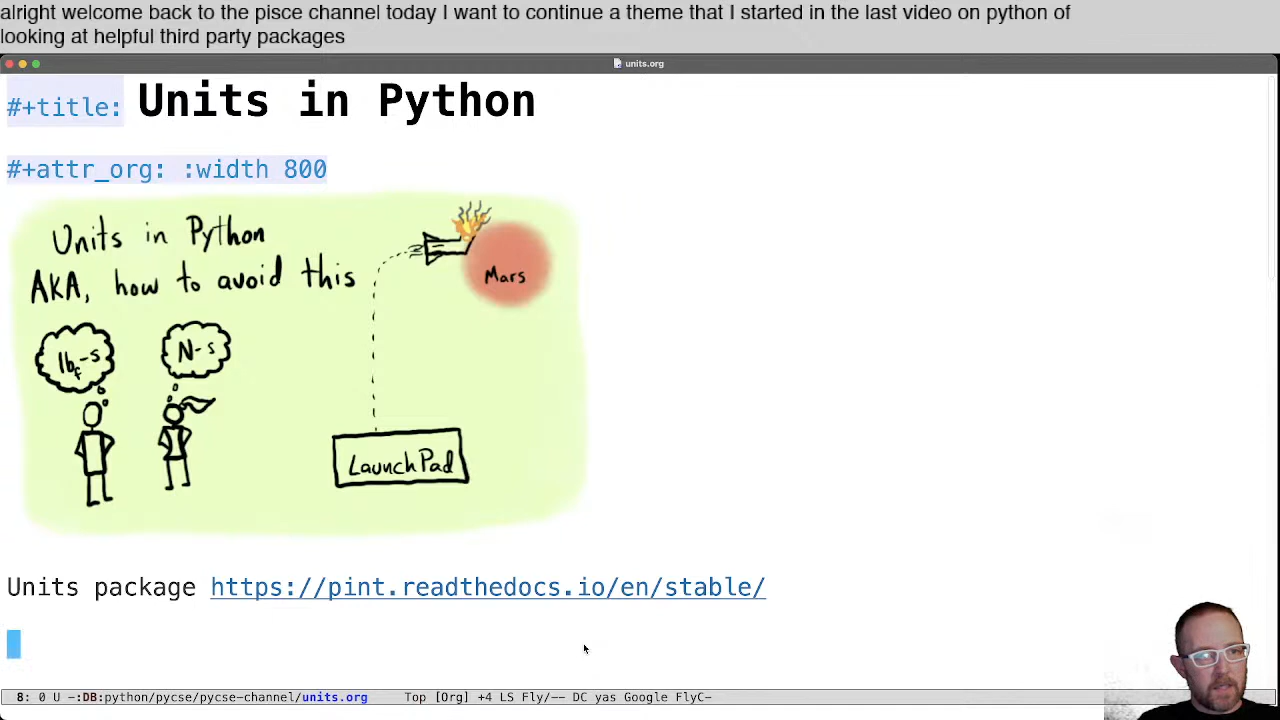 alright welcome back to the pisce channel today I want to continue a theme that I started in the last video on python of
looking at helpful third party packages
units.org
#+title: Units in Python
#+attr_org: :width 800
Units in Python
AKA, how to avoid this
Mars
lbf-s
N-s
LaunchPad
Units package https://pint.readthedocs.io/en/stable/
8: 0 U -:DB:python/pycse/pycse-channel/units.org Top [Org] +4 LS Fly/-- DC yas Google FlyC-